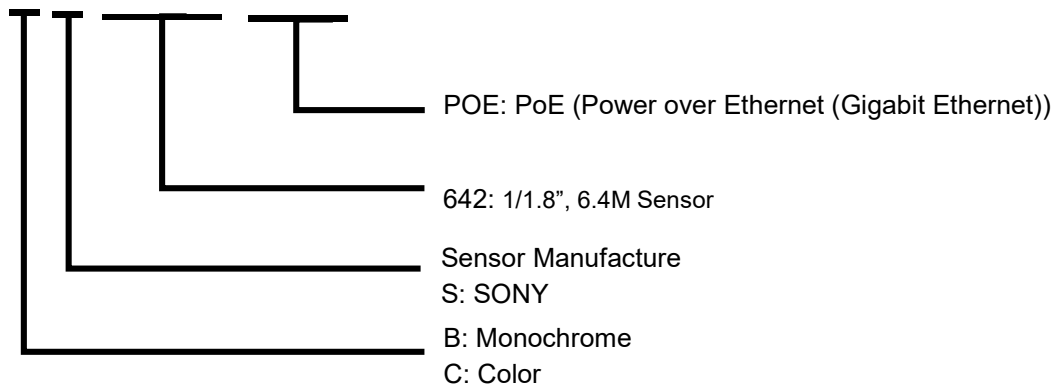 POE: PoE (Power over Ethernet (Gigabit Ethernet))
642: 1/1.8”, 6.4M Sensor
Sensor Manufacture
S: SONY
B: Monochrome
C: Color